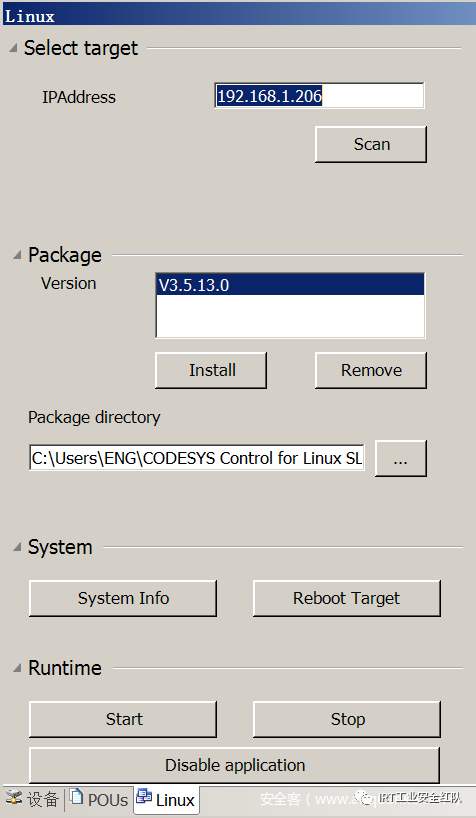 Linux
Select target
IPAddress 192.168.1.206
Scan
Package
Version V3.5.13.0
Install Remove
Package directory
C:\Users\ENG\CODESYS Control for Linux SL ...
System
System Info Reboot Target
Runtime
Start Stop
Disable application
设备 POUs Linux 安全客
IRT工业安全红队